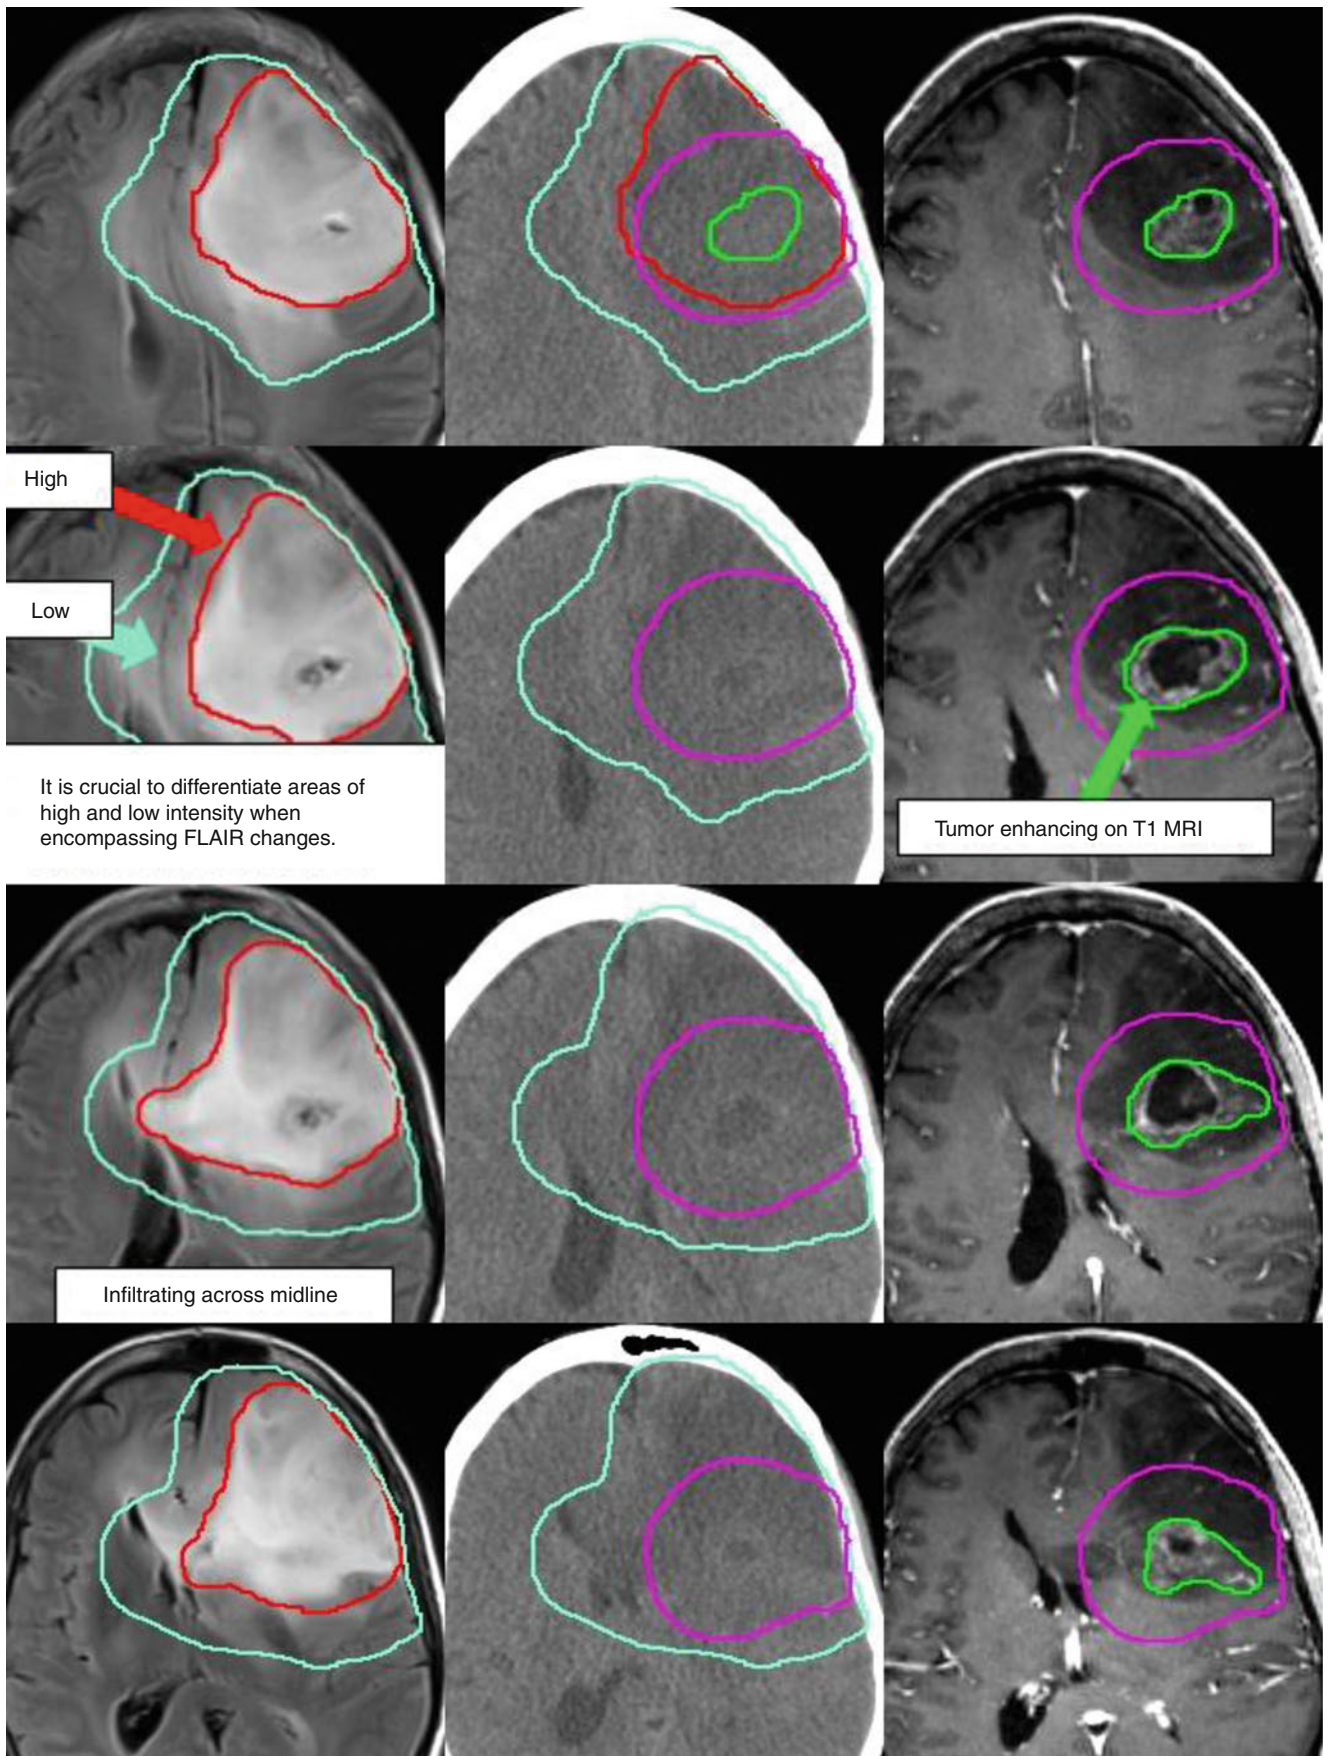 High
Low
It is crucial to differentiate areas of
high and low intensity when
encompassing FLAIR changes.
Tumor enhancing on T1 MRI
Infiltrating across midline